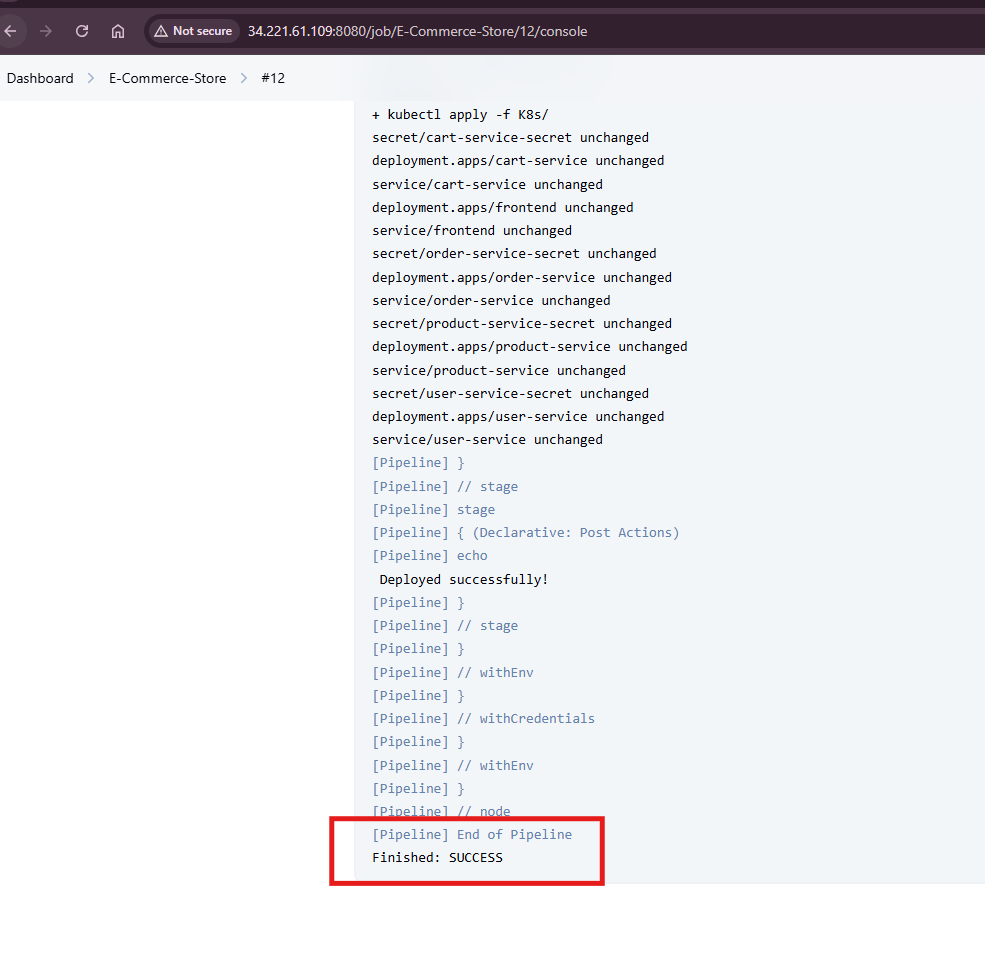 Not secure 34.221.61.109:8080/job/E-Commerce-Store/12/console
Dashboard > E-Commerce-Store > #12
+ kubectl apply -f K8s/
secret/cart-service-secret unchanged
deployment.apps/cart-service unchanged
service/cart-service unchanged
deployment.apps/frontend unchanged
service/frontend unchanged
secret/order-service-secret unchanged
deployment.apps/order-service unchanged
service/order-service unchanged
secret/product-service-secret unchanged
deployment.apps/product-service unchanged
service/product-service unchanged
secret/user-service-secret unchanged
deployment.apps/user-service unchanged
service/user-service unchanged
[Pipeline] }
[Pipeline] // stage
[Pipeline] stage
[Pipeline] { (Declarative: Post Actions)
[Pipeline] echo
Deployed successfully!
[Pipeline] }
[Pipeline] // stage
[Pipeline] }
[Pipeline] // withEnv
[Pipeline] }
[Pipeline] // withCredentials
[Pipeline] }
[Pipeline] // withEnv
[Pipeline] }
[Pipeline] // node
[Pipeline] End of Pipeline
Finished: SUCCESS